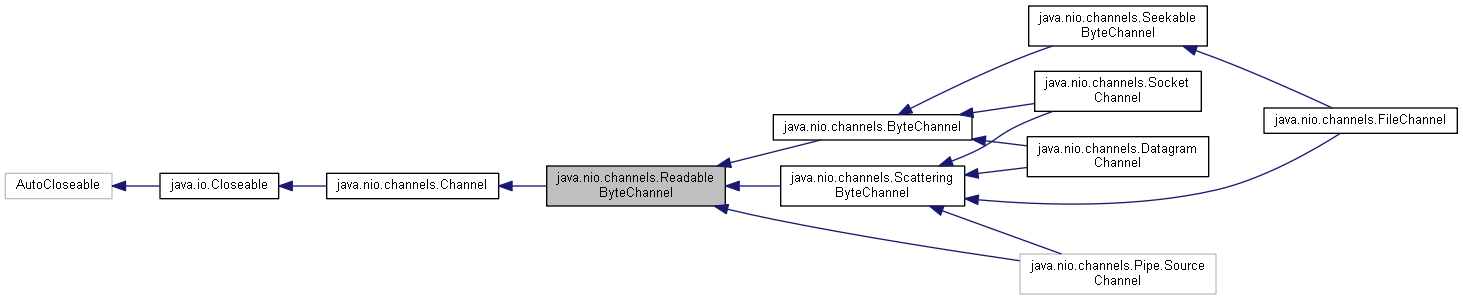 java.nio.channels.Seekable
ByteChannel
java.nio.channels.Socket
Channel
java.nio.channels.FileChannel
java.nio.channels.ByteChannel
java.nio.channels.Datagram
Channel
AutoCloseable
java.io.Closeable
java.nio.channels.Channel
java.nio.channels.Readable
ByteChannel
java.nio.channels.Scattering
ByteChannel
java.nio.channels.Pipe.Source
Channel